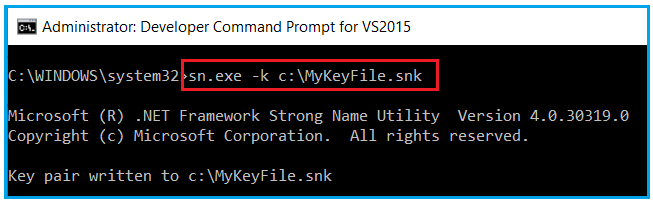 Administrator: Developer Command Prompt for VS2015
C:\WINDOWS\system32>sn.exe -k c:\MyKeyFile.snk
Microsoft (R) .NET Framework Strong Name Utility  Version 4.0.30319.0
Copyright (c) Microsoft Corporation.  All rights reserved.
Key pair written to c:\MyKeyFile.snk